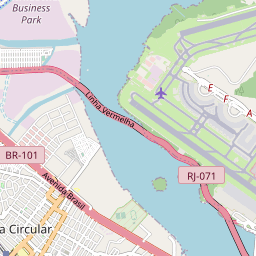 Business
Park
Linha Vermelha
E F A
BR-101
RJ-071
Avenida Brasil
a Circular